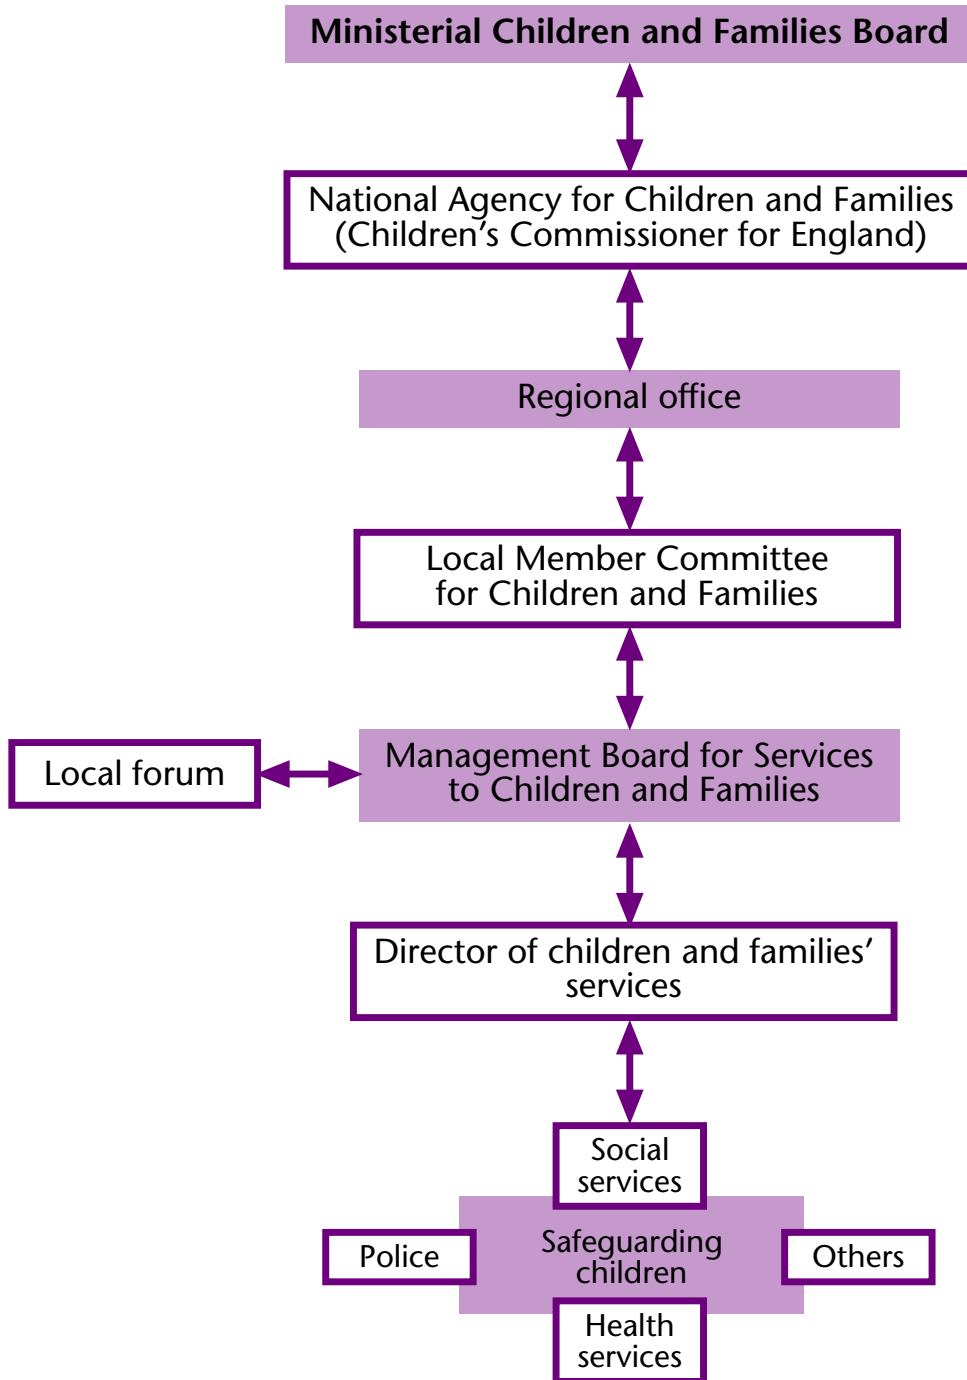 Ministerial Children and Families Board
National Agency for Children and Families
(Children’s Commissioner for England)
Regional office
Local Member Committee
for Children and Families
Local forum
Management Board for Services
to Children and Families
Director of children and families’
services
Social
services
Police
Safeguarding
children
Others
Health
services